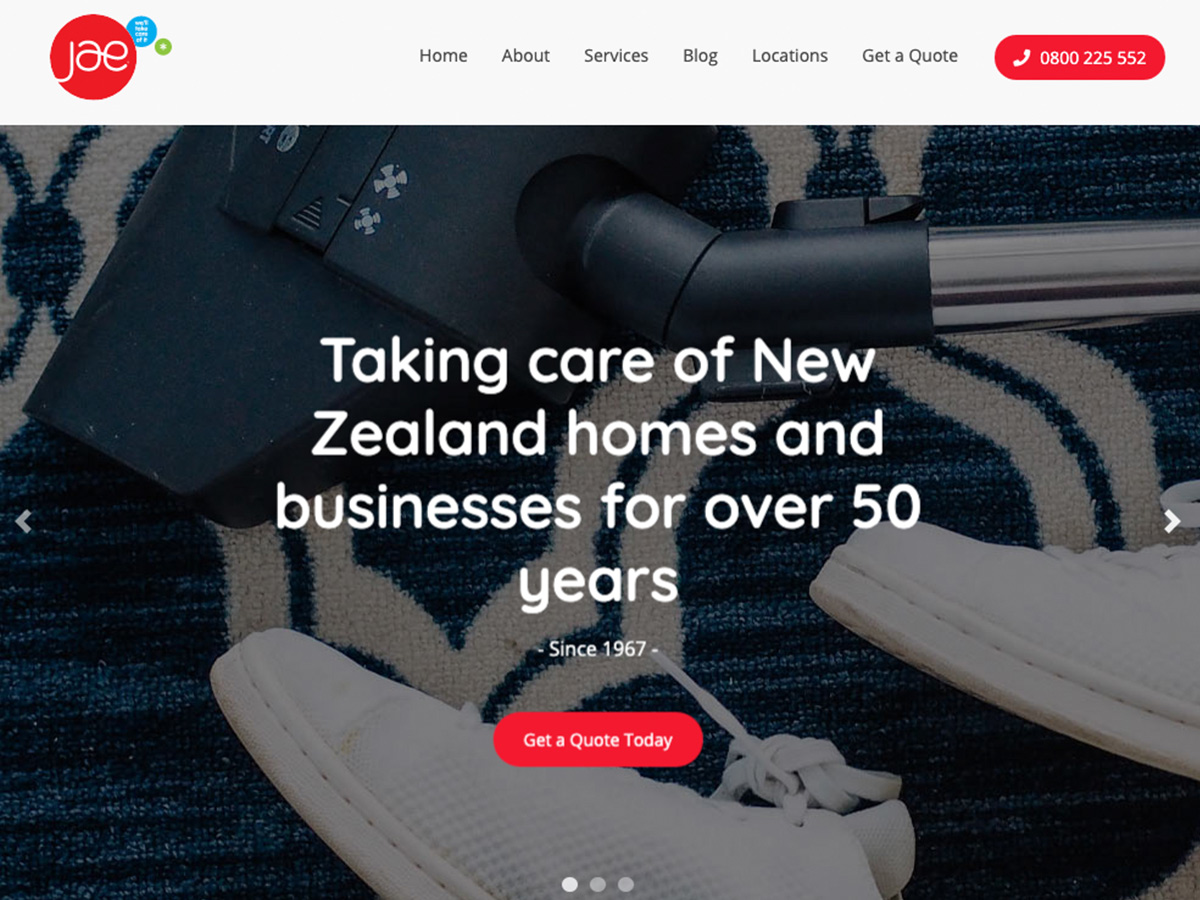 jae
we'll
take
care
of it
Home About Services Blog Locations Get a Quote 0800 225 552
Taking care of New
Zealand homes and
businesses for over 50
years
- Since 1967 -
Get a Quote Today